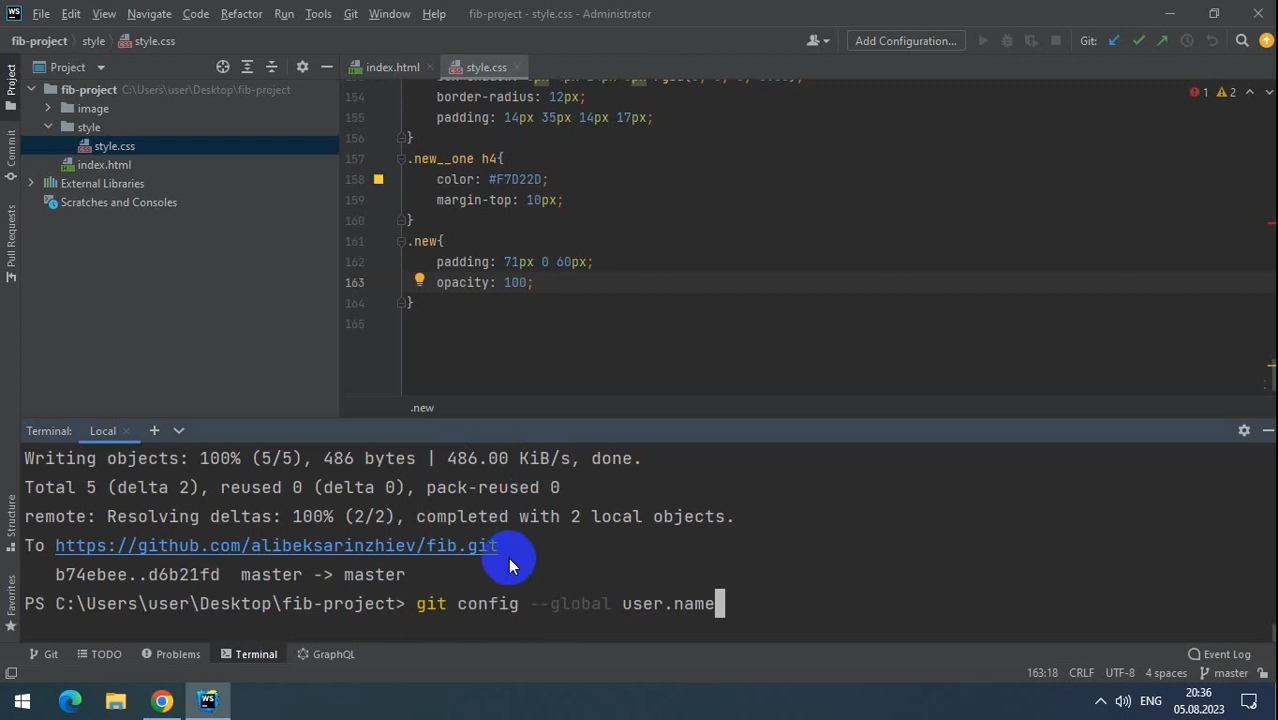 WS File Edit View Navigate Code Refactor Run Tools Git Window Help fib-project - style.css - Administrator
fib-project style style.css Add Configuration... Git:
Project
index.html style.css
fib-project C:\Users\user\Desktop\fib-project
image
style
style.css
index.html
External Libraries
Scratches and Consoles
Project
Commit
Pull Requests
Structure
Favorites
1 2
154 border-radius: 12px;
155 padding: 14px 35px 14px 17px;
156 }
157 .new__one h4{
158 color: #F7D22D;
159 margin-top: 10px;
160 }
161 .new{
162 padding: 71px 0 60px;
163 opacity: 100;
164 }
165
.new
Terminal: Local
Writing objects: 100% (5/5), 486 bytes | 486.00 KiB/s, done.
Total 5 (delta 2), reused 0 (delta 0), pack-reused 0
remote: Resolving deltas: 100% (2/2), completed with 2 local objects.
To https://github.com/alibeksarinzhiev/fib.git
b74ebee..d6b21fd master -> master
PS C:\Users\user\Desktop\fib-project> git config --global user.name
Git TODO Problems Terminal GraphQL Event Log
163:18 CRLF UTF-8 4 spaces master
WS ENG 20:36
05.08.2023